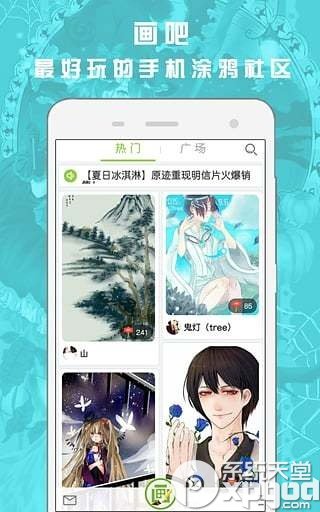 画吧
最好玩的手机涂鸦社区
热门
广场
【夏日冰淇淋】原迹重现明信片火爆销
241
山
鬼灯（tree）
画
系统天堂